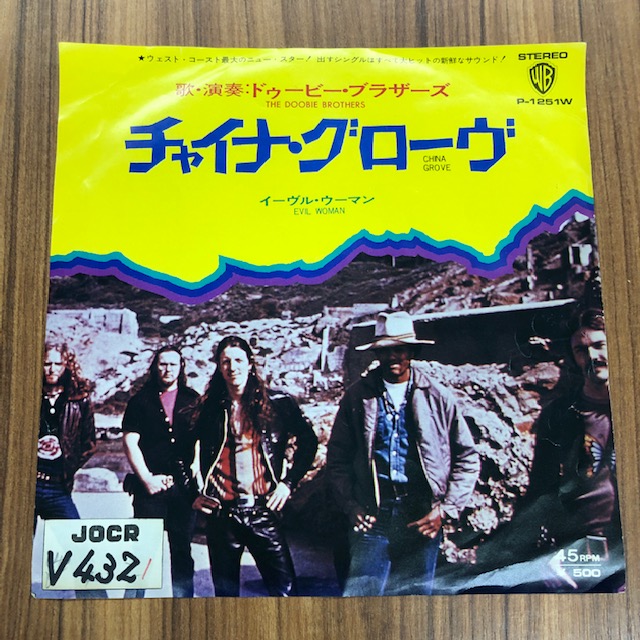 ★ウェスト・コースト最大のニュー・スター!出すシングルはすべて大ヒットの新鮮なサウンド!
STEREO
WB
P-1251W
歌・演奏:ドゥービー・ブラザーズ
THE DOOBIE BROTHERS
チャイナ・グローヴ
CHINA
GROVE
イーヴル・ウーマン
EVIL WOMAN
JOCR
V432
45RPM
500